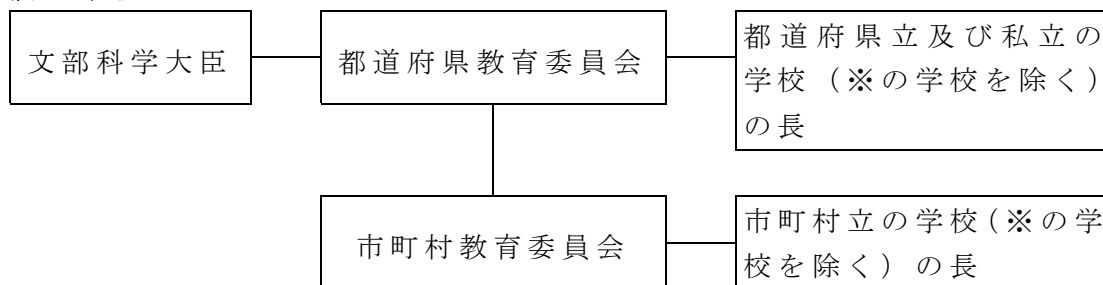 文部科学大臣
都道府県教育委員会
都道府県立及び私立の
学校（※の学校を除く）
の長
市町村教育委員会
市町村立の学校（※の学
校を除く）の長